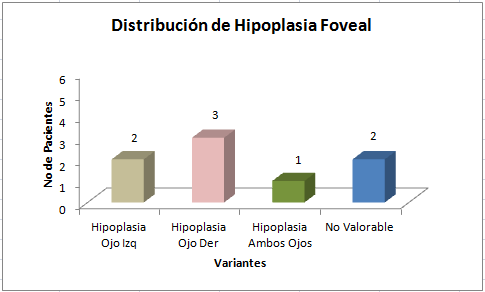 Distribución de Hipoplasia Foveal
No de Pacientes
6
5
4
3
2
1
0
2
3
1
2
Hipoplasia
Ojo Izq
Hipoplasia
Ojo Der
Hipoplasia
Ambos Ojos
No Valorable
Variantes